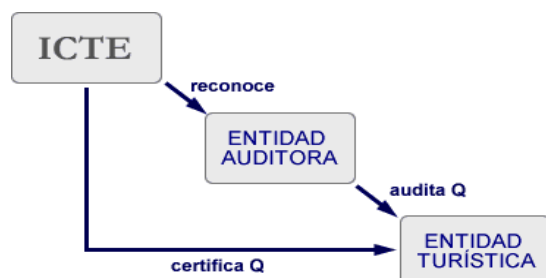 ICTE
reconoce
ENTIDAD
AUDITORA
audita Q
ENTIDAD
TURÍSTICA
certifica Q